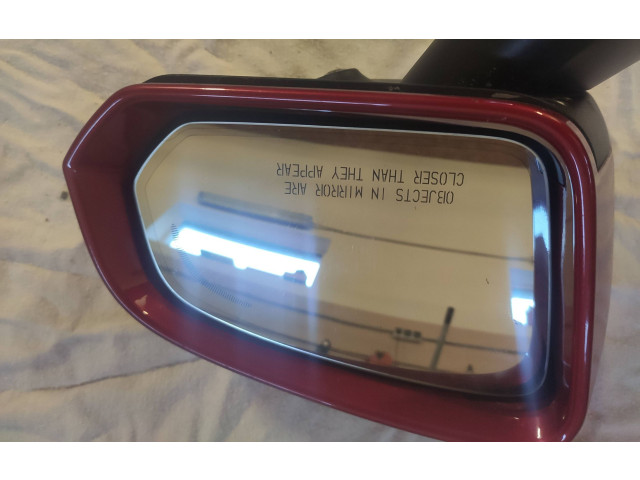 OBJECTS IN MIRROR ARE
CLOSER THAN THEY APPEAR